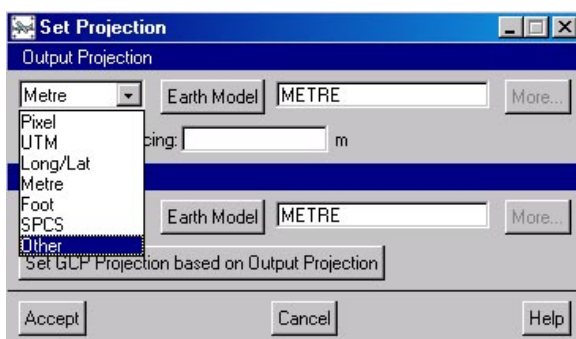 Set Projection
Output Projection
Metre Earth Model METRE More...
Pixel
UTM cing: m
Long/Lat
Metre
Foot
SPCS Earth Model METRE More...
Other
Set GCP Projection based on Output Projection
Accept Cancel Help